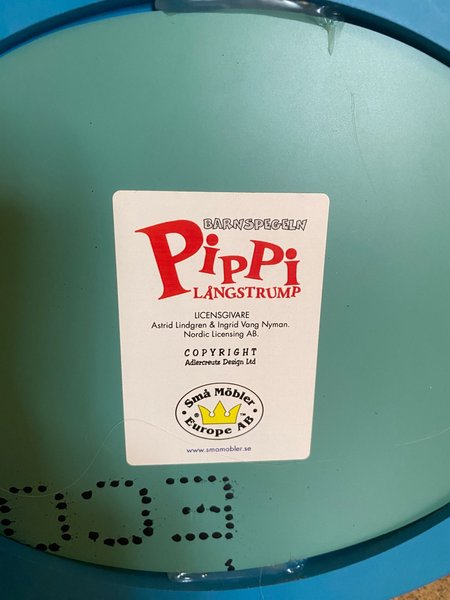 BARNSPEGELN
PIPPI
LÅNGSTRUMP
LICENSGIVARE
Astrid Lindgren & Ingrid Vang Nyman.
Nordic Licensing AB.
COPYRIGHT
Adlercreutz Design Ltd
Små Möbler
Europe AB
TM
www.smamobler.se